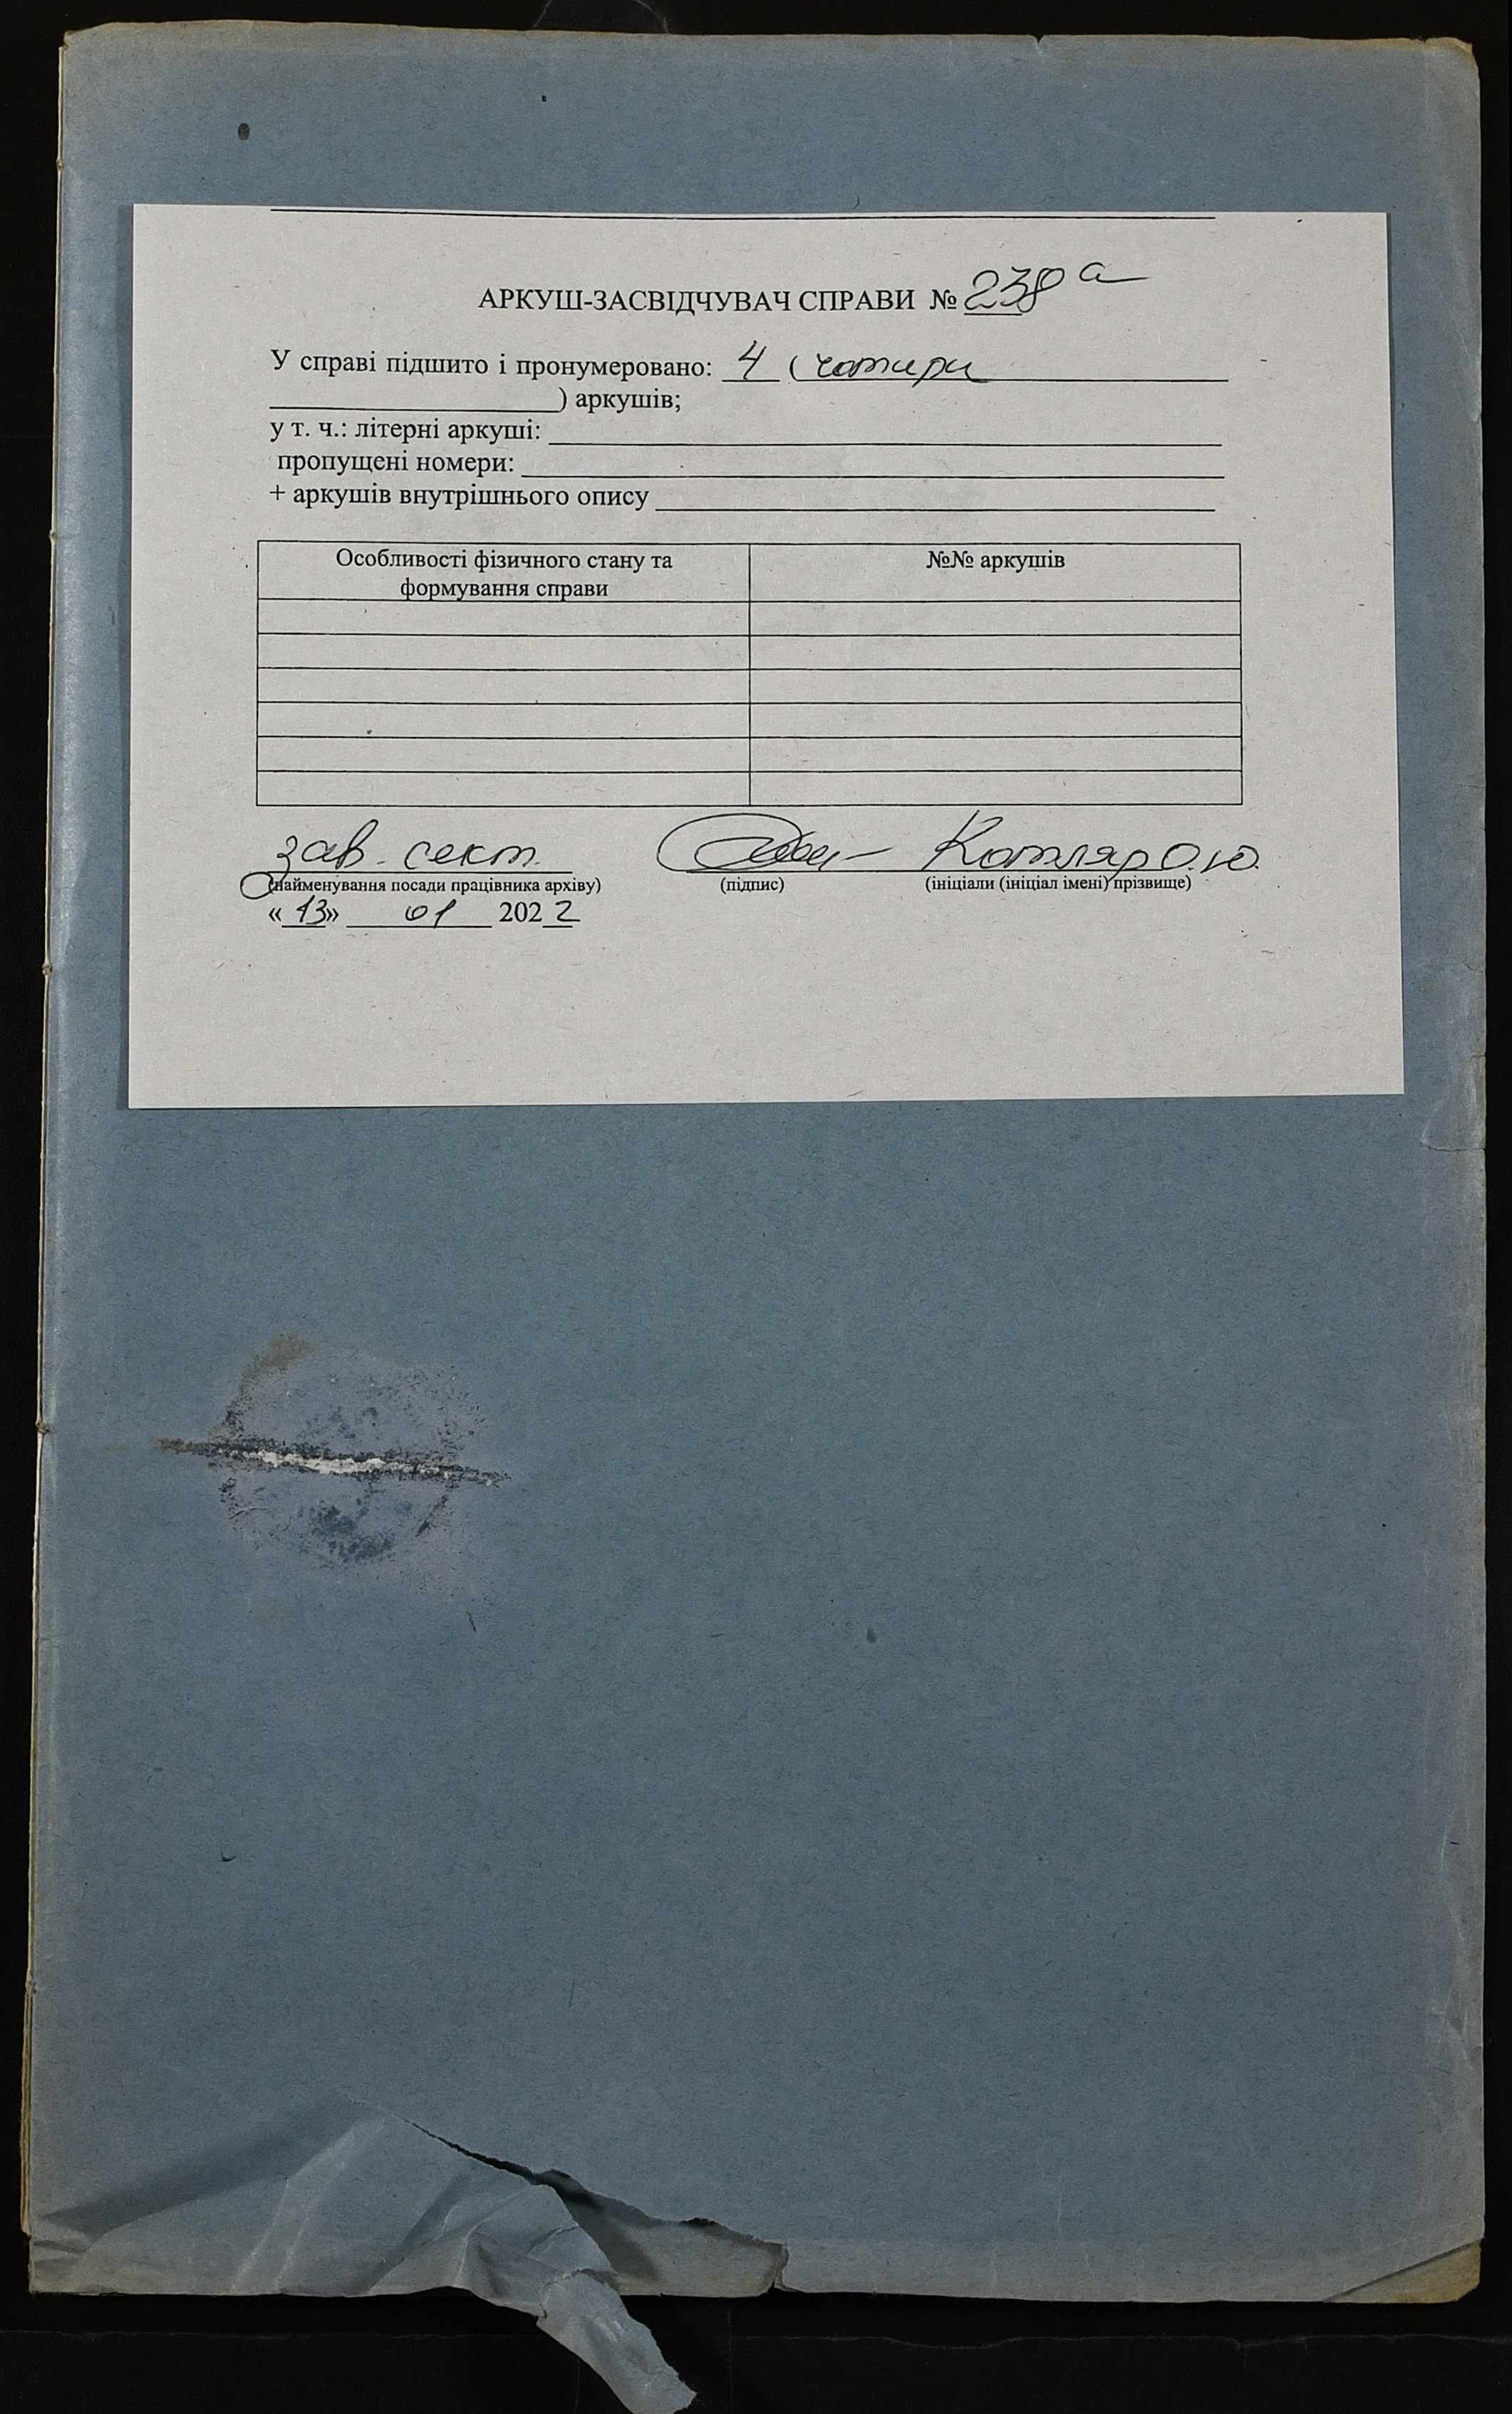 АРКУШ-ЗАСВІДЧУВАЧ СПРАВИ № 238 а
У справі підшито і пронумеровано: 4 ( чотири
) аркушів;
у т. ч.: літерні аркуші:
пропущені номери:
+ аркушів внутрішнього опису
Особливості фізичного стану та формування справи №№ аркушів
зав. сект. Котляр О.Ю.
(найменування посади працівника архіву) (підпис) (ініціали (ініціал імені) прізвище)
«13» 01 2022